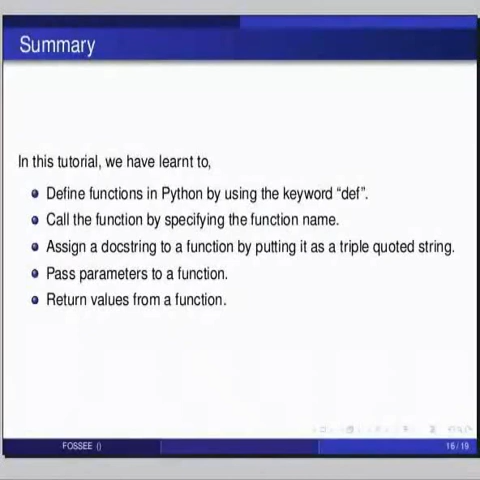 Summary
In this tutorial, we have learnt to,
Define functions in Python by using the keyword “def”.
Call the function by specifying the function name.
Assign a docstring to a function by putting it as a triple quoted string.
Pass parameters to a function.
Return values from a function.
FOSSEE ()
16 / 19